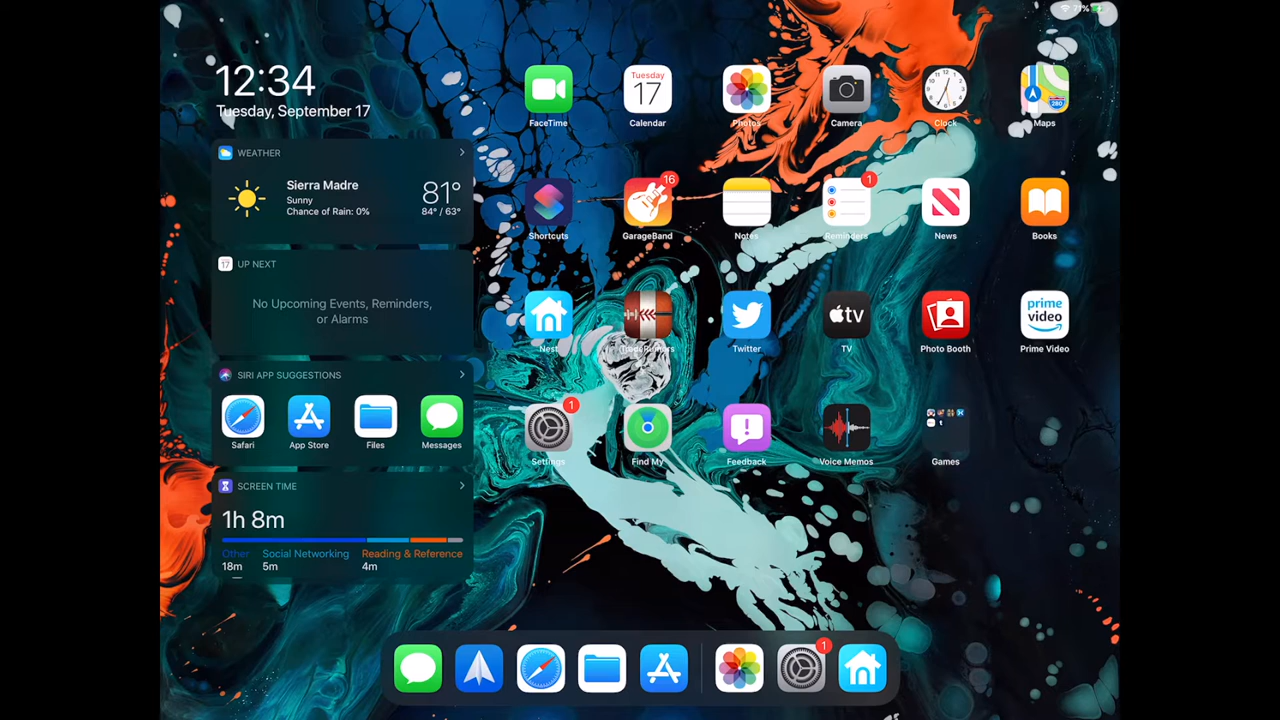 71%
12:34
Tuesday, September 17
WEATHER
Sierra Madre
Sunny
Chance of Rain: 0%
81°
84° / 63°
17
UP NEXT
No Upcoming Events, Reminders,
or Alarms
SIRI APP SUGGESTIONS
Safari
App Store
Files
Messages
SCREEN TIME
1h 8m
Other
Social Networking
Reading & Reference
18m
5m
4m
FaceTime
Tuesday
17
Calendar
Photos
Camera
Clock
280
Maps
Shortcuts
16
GarageBand
Notes
1
Reminders
News
Books
Nest
Twitter
tv
TV
Photo Booth
prime
video
Prime Video
1
Settings
Find My
Feedback
Voice Memos
Games
1